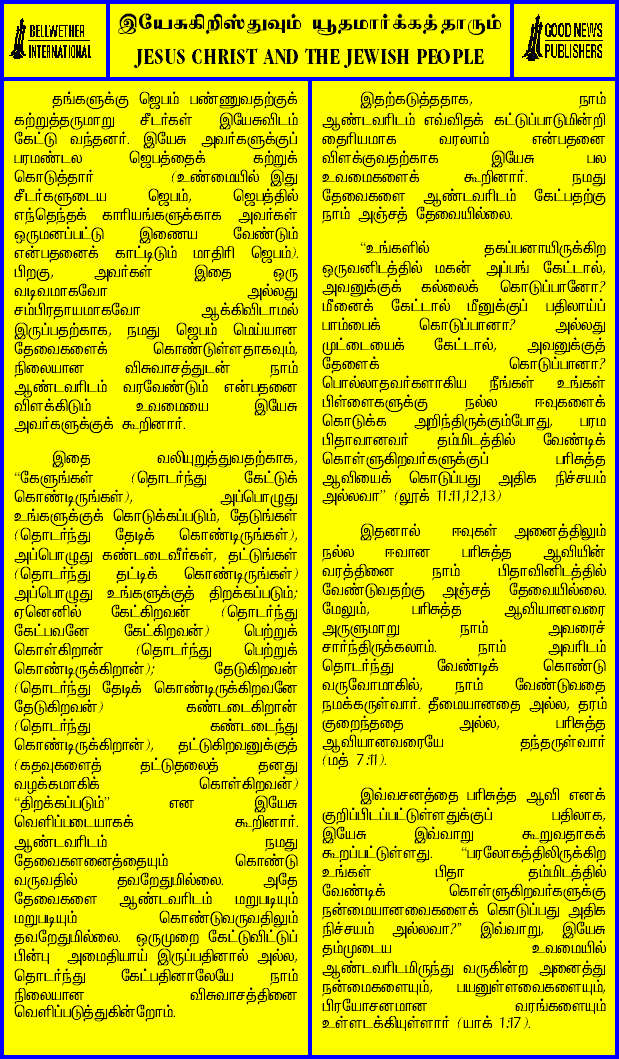 BELLWETHER
INTERNATIONAL
இயேசுகிறிஸ்துவும் யூதமார்க்கத்தாரும்
JESUS CHRIST AND THE JEWISH PEOPLE
GOOD NEWS
PUBLISHERS
தங்களுக்கு ஜெபம் பண்ணுவதற்குக்
கற்றுத்தருமாறு சீடர்கள் இயேசுவிடம்
கேட்டு வந்தனர். இயேசு அவர்களுக்குப்
பரமண்டல ஜெபத்தைக் கற்றுக்
கொடுத்தார் (உண்மையில் இது
சீடர்களுடைய ஜெபம், ஜெபத்தில்
எந்தெந்தக் காரியங்களுக்காக அவர்கள்
ஒருமனப்பட்டு இணைய வேண்டும்
என்பதனைக் காட்டிடும் மாதிரி ஜெபம்).
பிறகு, அவர்கள் இதை ஒரு
வடிவமாகவோ அல்லது
சம்பிரதாயமாகவோ ஆக்கிவிடாமல்
இருப்பதற்காக, நமது ஜெபம் மெய்யான
தேவைகளைக் கொண்டுள்ளதாகவும்,
நிலையான விசுவாசத்துடன் நாம்
ஆண்டவரிடம் வரவேண்டும் என்பதனை
விளக்கிடும் உவமையை இயேசு
அவர்களுக்குக் கூறினார்.
இதை வலியுறுத்துவதற்காக,
“கேளுங்கள் (தொடர்ந்து கேட்டுக்
கொண்டிருங்கள்), அப்பொழுது
உங்களுக்குக் கொடுக்கப்படும், தேடுங்கள்
(தொடர்ந்து தேடிக் கொண்டிருங்கள்),
அப்பொழுது கண்டடைவீர்கள், தட்டுங்கள்
(தொடர்ந்து தட்டிக் கொண்டிருங்கள்)
அப்பொழுது உங்களுக்குத் திறக்கப்படும்;
ஏனெனில் கேட்கிறவன் (தொடர்ந்து
கேட்பவனே கேட்கிறவன்) பெற்றுக்
கொள்கிறான் (தொடர்ந்து பெற்றுக்
கொண்டிருக்கிறான்); தேடுகிறவன்
(தொடர்ந்து தேடிக் கொண்டிருக்கிறவனே
தேடுகிறவன்) கண்டடைகிறான்
(தொடர்ந்து கண்டடைந்து
கொண்டிருக்கிறான்), தட்டுகிறவனுக்குத்
(கதவுகளைத் தட்டுதலைத் தனது
வழக்கமாகிக் கொள்கிறவன்)
“திறக்கப்படும்” என இயேசு
வெளிப்படையாகக் கூறினார்.
ஆண்டவரிடம் நமது
தேவைகளனைத்தையும் கொண்டு
வருவதில் தவறேதுமில்லை. அதே
தேவைகளை ஆண்டவரிடம் மறுபடியும்
மறுபடியும் கொண்டுவருவதிலும்
தவறேதுமில்லை. ஒருமுறை கேட்டுவிட்டுப்
பின்பு அமைதியாய் இருப்பதினால் அல்ல,
தொடர்ந்து கேட்பதினாலேயே நாம்
நிலையான விசுவாசத்தினை
வெளிப்படுத்துகின்றோம்.
இதற்கடுத்ததாக, நாம்
ஆண்டவரிடம் எவ்விதக் கட்டுப்பாடுமின்றி
தைரியமாக வரலாம் என்பதனை
விளக்குவதற்காக இயேசு பல
உவமைகளைக் கூறினார். நமது
தேவைகளை ஆண்டவரிடம் கேட்பதற்கு
நாம் அஞ்சத் தேவையில்லை.
“உங்களில் தகப்பனாயிருக்கிற
ஒருவனிடத்தில் மகன் அப்பங் கேட்டால்,
அவனுக்குக் கல்லைக் கொடுப்பானோ?
மீனைக் கேட்டால் மீனுக்குப் பதிலாய்ப்
பாம்பைக் கொடுப்பானா? அல்லது
முட்டையைக் கேட்டால், அவனுக்குத்
தேளைக் கொடுப்பானா?
பொல்லாதவர்களாகிய நீங்கள் உங்கள்
பிள்ளைகளுக்கு நல்ல ஈவுகளைக்
கொடுக்க அறிந்திருக்கும்போது, பரம
பிதாவானவர் தம்மிடத்தில் வேண்டிக்
கொள்ளுகிறவர்களுக்குப் பரிசுத்த
ஆவியைக் கொடுப்பது அதிக நிச்சயம்
அல்லவா” (லூக் 11:11,12,13)
இதனால் ஈவுகள் அனைத்திலும்
நல்ல ஈவான பரிசுத்த ஆவியின்
வரத்தினை நாம் பிதாவினிடத்தில்
வேண்டுவதற்கு அஞ்சத் தேவையில்லை.
மேலும், பரிசுத்த ஆவியானவரை
அருளுமாறு நாம் அவரைச்
சார்ந்திருக்கலாம். நாம் அவரிடம்
தொடர்ந்து வேண்டிக் கொண்டு
வருவோமாகில், நாம் வேண்டுவதை
நமக்கருள்வார். தீமையானதை அல்ல, தரம்
குறைந்ததை அல்ல, பரிசுத்த
ஆவியானவரையே தந்தருள்வார்
(மத் 7:11).
இவ்வசனத்தை பரிசுத்த ஆவி எனக்
குறிப்பிடப்பட்டுள்ளதுக்குப் பதிலாக,
இயேசு இவ்வாறு கூறுவதாகக்
கூறப்பட்டுள்ளது. “பரலோகத்திலிருக்கிற
உங்கள் பிதா தம்மிடத்தில்
வேண்டிக் கொள்ளுகிறவர்களுக்கு
நன்மையானவைகளைக் கொடுப்பது அதிக
நிச்சயம் அல்லவா?” இவ்வாறு, இயேசு
தம்முடைய உவமையில்
ஆண்டவரிடமிருந்து வருகின்ற அனைத்து
நன்மைகளையும், பயனுள்ளவைகளையும்,
பிரயோசனமான வரங்களையும்
உள்ளடக்கியுள்ளார் (யாக் 1:17).